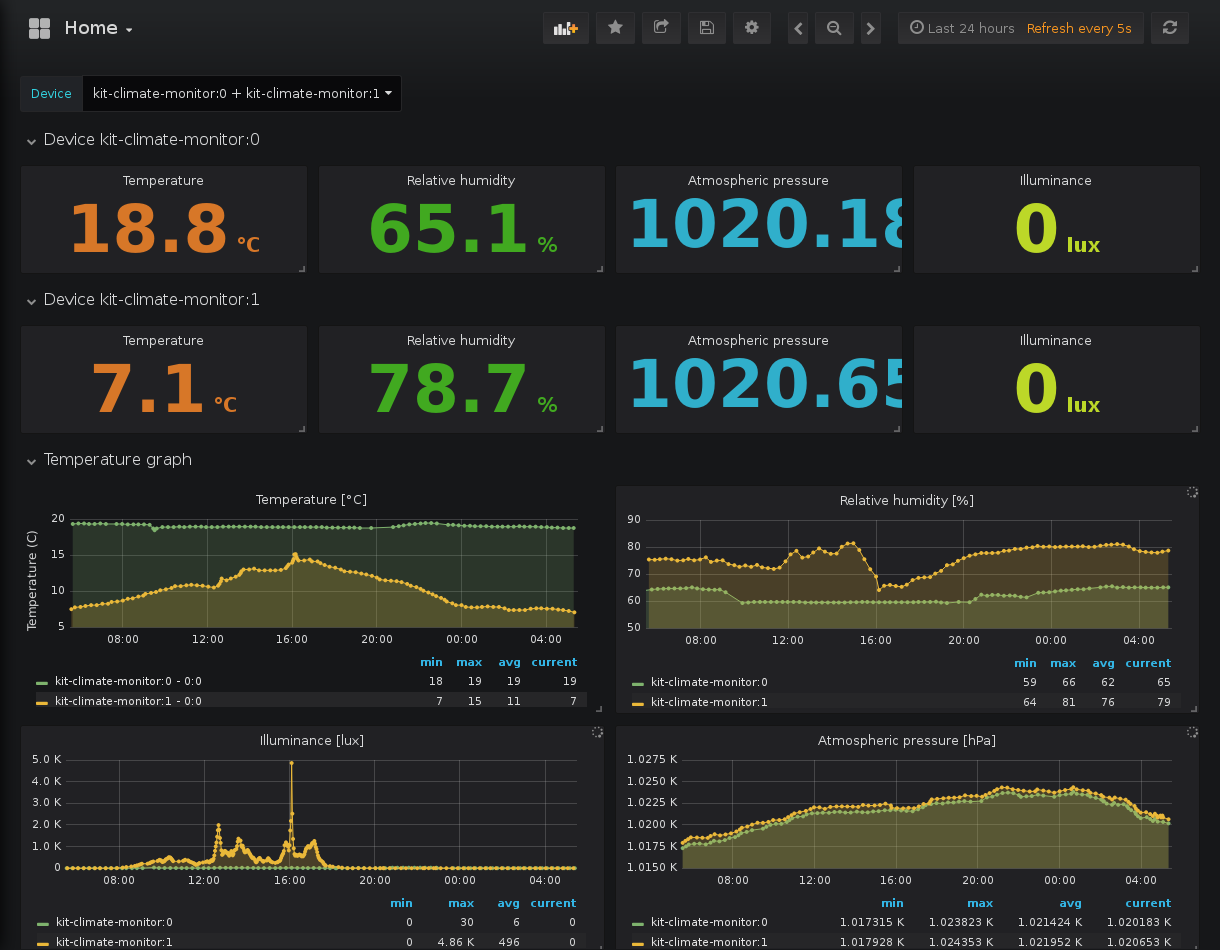 Home
Last 24 hours Refresh every 5s
Device kit-climate-monitor:0 + kit-climate-monitor:1
Device kit-climate-monitor:0
Temperature Relative humidity Atmospheric pressure Illuminance
18.8 °C 65.1 % 1020.18 0 lux
Device kit-climate-monitor:1
Temperature Relative humidity Atmospheric pressure Illuminance
7.1 °C 78.7 % 1020.65 0 lux
Temperature graph
Temperature [°C]
Temperature (C)
20
15
10
5
08:00 12:00 16:00 20:00 00:00 04:00
min max avg current
kit-climate-monitor:0 - 0:0 18 19 19 19
kit-climate-monitor:1 - 0:0 7 15 11 7
Relative humidity [%]
90
80
70
60
50
08:00 12:00 16:00 20:00 00:00 04:00
min max avg current
kit-climate-monitor:0 59 66 62 65
kit-climate-monitor:1 64 81 76 79
Illuminance [lux]
5.0 K
4.0 K
3.0 K
2.0 K
1.0 K
0
08:00 12:00 16:00 20:00 00:00 04:00
min max avg current
kit-climate-monitor:0 0 30 6 0
kit-climate-monitor:1 0 4.86 K 496 0
Atmospheric pressure [hPa]
1.0275 K
1.0250 K
1.0225 K
1.0200 K
1.0175 K
1.0150 K
08:00 12:00 16:00 20:00 00:00 04:00
min max avg current
kit-climate-monitor:0 1.017315 K 1.023823 K 1.021424 K 1.020183 K
kit-climate-monitor:1 1.017928 K 1.024353 K 1.021952 K 1.020653 K